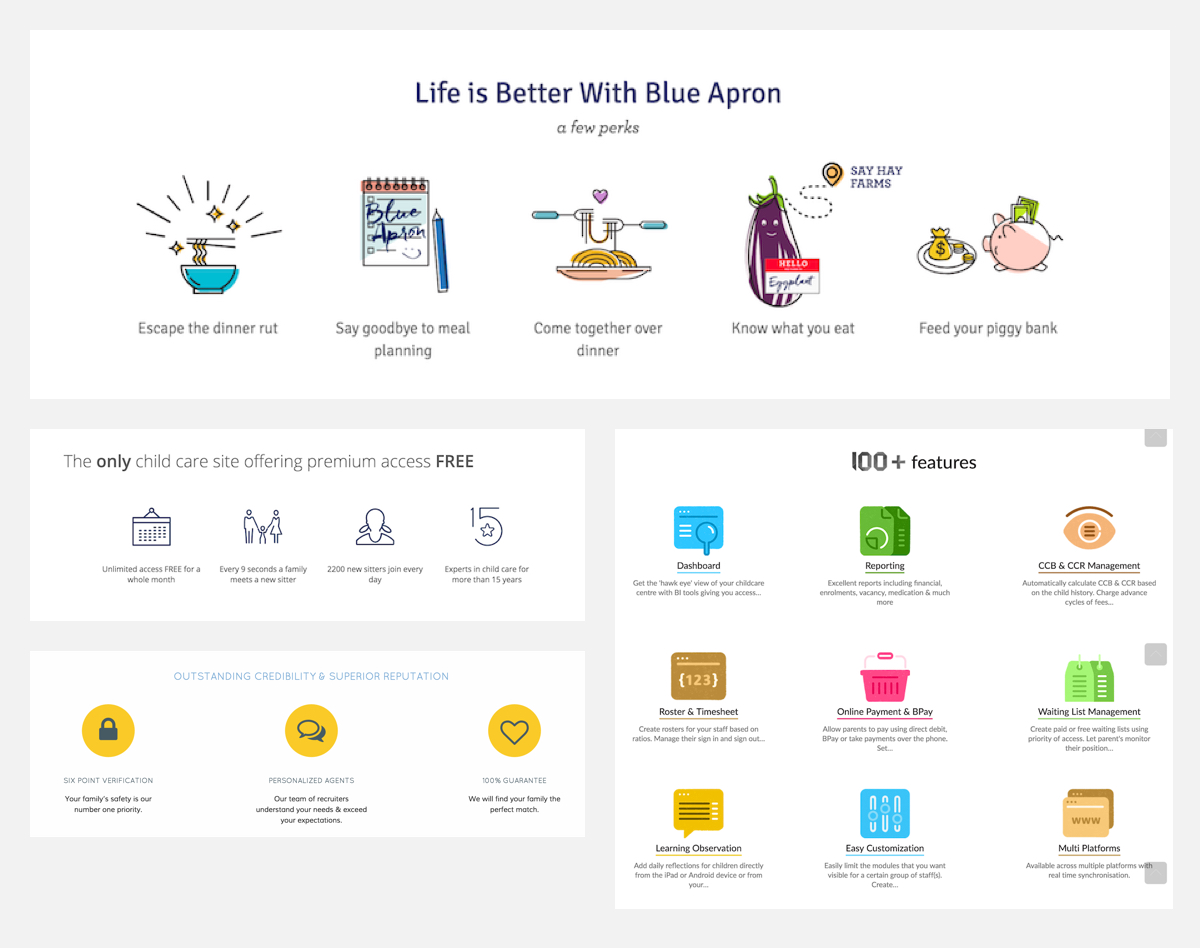 Life is Better With Blue Apron
a few perks
SAY HAY
FARMS
Blue
Apron
HELLO
Eggplant
$
Escape the dinner rut
Say goodbye to meal
planning
Come together over
dinner
Know what you eat
Feed your piggy bank
The only child care site offering premium access FREE
15
Unlimited access FREE for a
whole month
Every 9 seconds a family
meets a new sitter
2200 new sitters join every
day
Experts in child care for
more than 15 years
OUTSTANDING CREDIBILITY & SUPERIOR REPUTATION
SIX POINT VERIFICATION
Your family's safety is our
number one priority.
PERSONALIZED AGENTS
Our team of recruiters
understand your needs & exceed
your expectations.
100% GUARANTEE
We will find your family the
perfect match.
100+ features
Dashboard
Get the 'hawk eye' view of your childcare
centre with BI tools giving you access...
Reporting
Excellent reports including financial,
enrolments, vacancy, medication & much
more
CCB & CCR Management
Automatically calculate CCB & CCR based
on the child history. Charge advance
cycles of fees...
{123}
Roster & Timesheet
Create rosters for your staff based on
ratios. Manage their sign in and sign out...
Online Payment & BPay
Allow parents to pay using direct debit,
BPay or take payments over the phone.
Set...
Waiting List Management
Create paid or free waiting lists using
priority of access. Let parent's monitor
their position...
Learning Observation
Add daily reflections for children directly
from the iPad or Android device or from
your...
Easy Customization
Easily limit the modules that you want
visible for a certain group of staff(s).
Create...
www
Multi Platforms
Available across multiple platforms with
real time synchronisation.